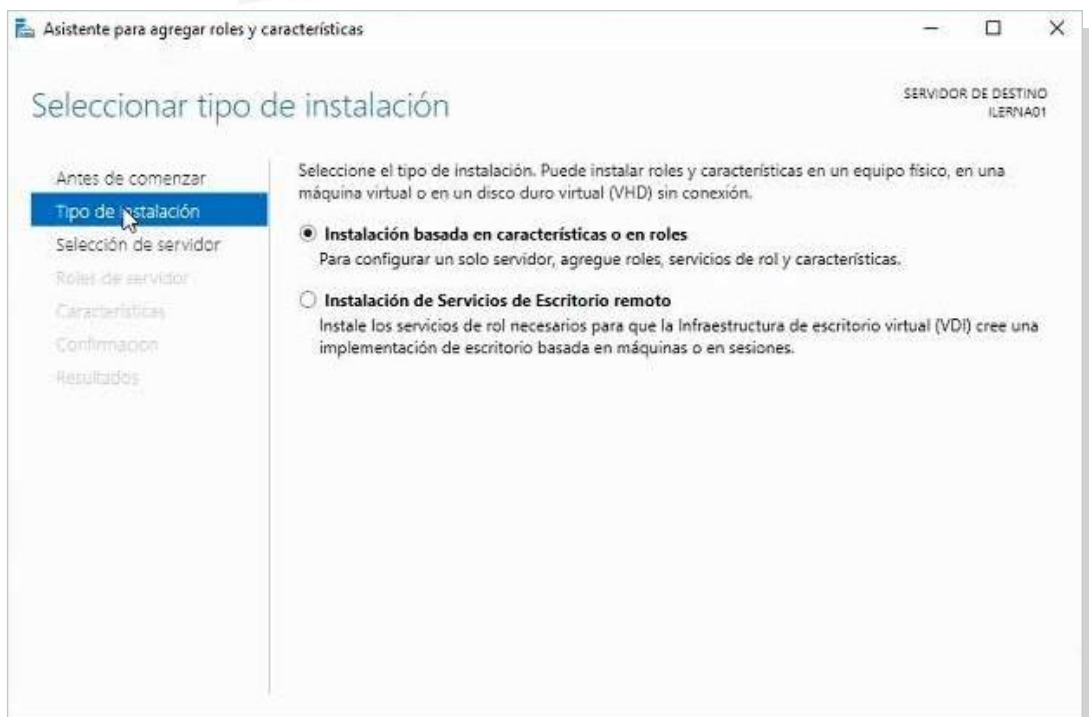 Asistente para agregar roles y características
Seleccionar tipo de instalación
SERVIDOR DE DESTINO
ILERNA01
Antes de comenzar
Tipo de instalación
Selección de servidor
Roles de servidor
Características
Confirmación
Resultados
Seleccione el tipo de instalación. Puede instalar roles y características en un equipo físico, en una
máquina virtual o en un disco duro virtual (VHD) sin conexión.
Instalación basada en características o en roles
Para configurar un solo servidor, agregue roles, servicios de rol y características.
Instalación de Servicios de Escritorio remoto
Instale los servicios de rol necesarios para que la Infraestructura de escritorio virtual (VDI) cree una
implementación de escritorio basada en máquinas o en sesiones.